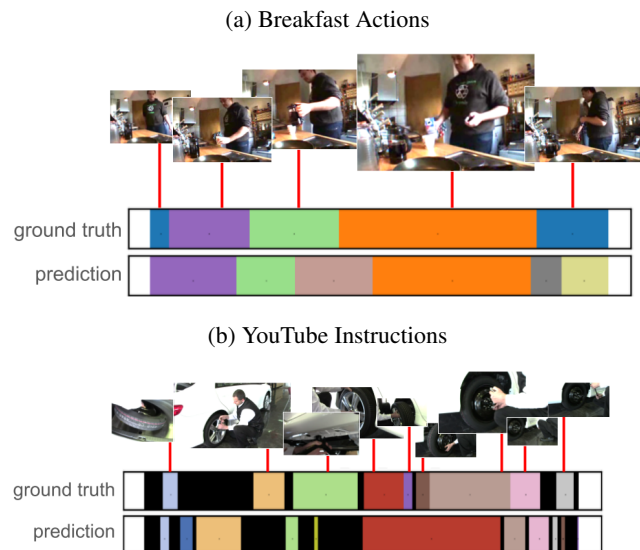 (a) Breakfast Actions
ground truth
prediction
(b) YouTube Instructions
ground truth
prediction